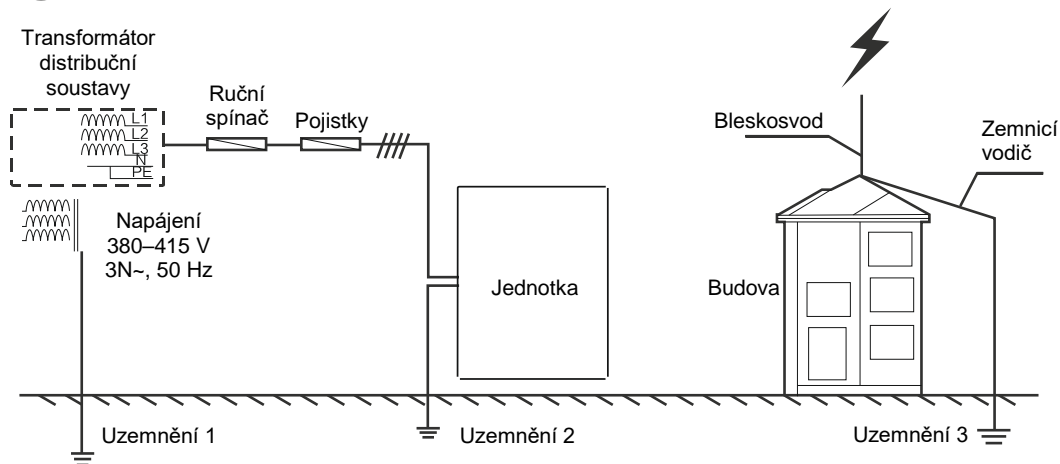 Transformátor
distribuční
soustavy
L1
L2
L3
N
PE
Ruční
spínač
Pojistky
Napájení
380–415 V
3N~, 50 Hz
Jednotka
Bleskosvod
Zemnicí
vodič
Budova
Uzemnění 1
Uzemnění 2
Uzemnění 3